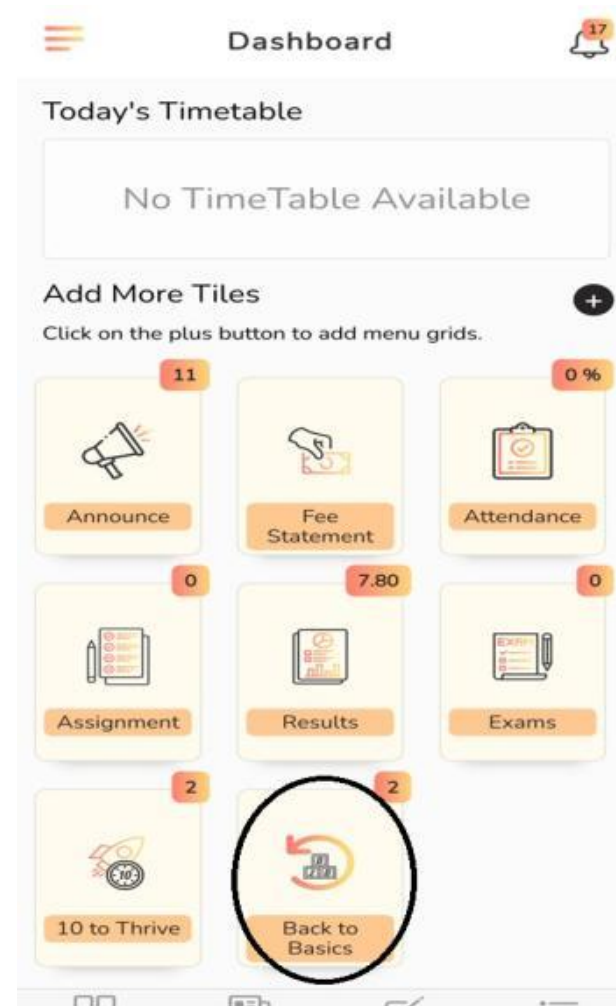 Dashboard
17
Today's Timetable
No TimeTable Available
Add More Tiles
+
Click on the plus button to add menu grids.
11
0 %
Announce
Fee
Statement
Attendance
0
7.80
0
EXAM
Assignment
Results
Exams
2
2
10
10 to Thrive
Back to
Basics